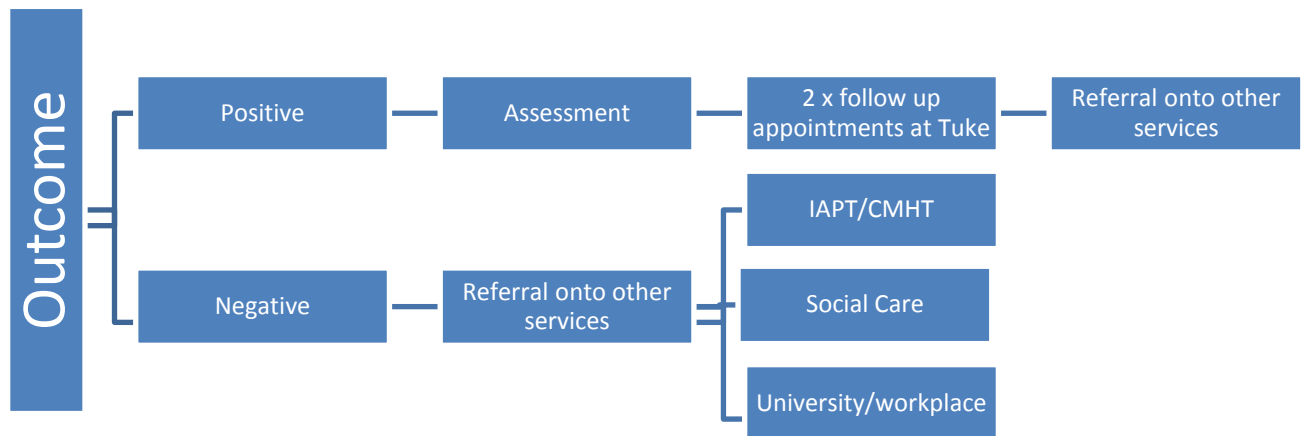 Outcome
Positive
Assessment
2 x follow up
appointments at Tuke
Referral onto other
services
Negative
Referral onto other
services
IAPT/CMHT
Social Care
University/workplace